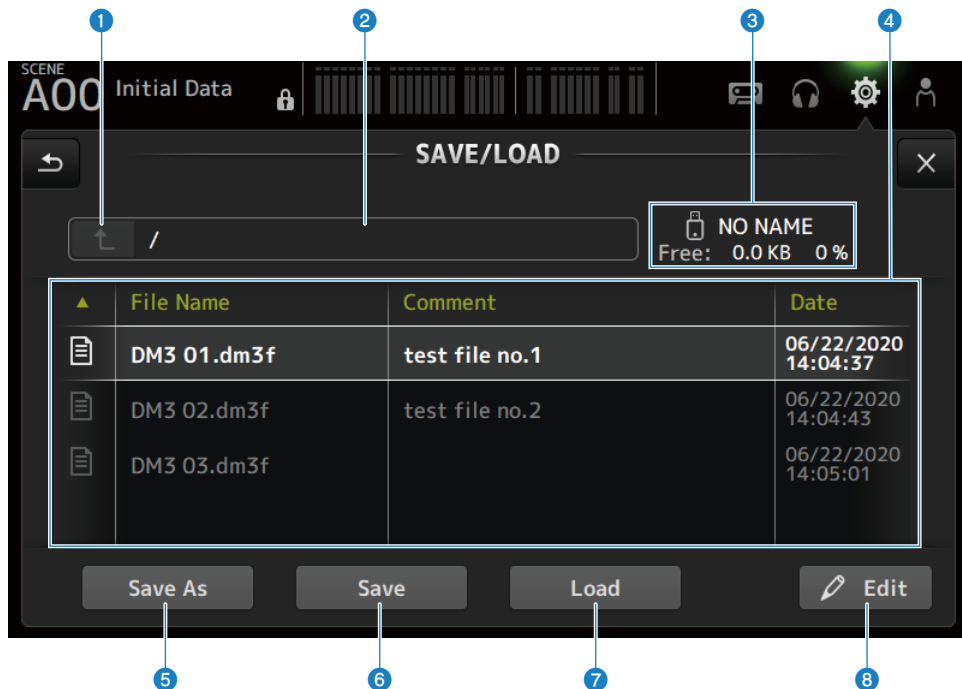 1 2 3 4
SCENE
A00 Initial Data
SAVE/LOAD
/
NO NAME
Free: 0.0 KB 0 %
▲ File Name Comment Date
DM3 01.dm3f test file no.1 06/22/2020 14:04:37
DM3 02.dm3f test file no.2 06/22/2020 14:04:43
DM3 03.dm3f 06/22/2020 14:05:01
Save As Save Load Edit
5 6 7 8